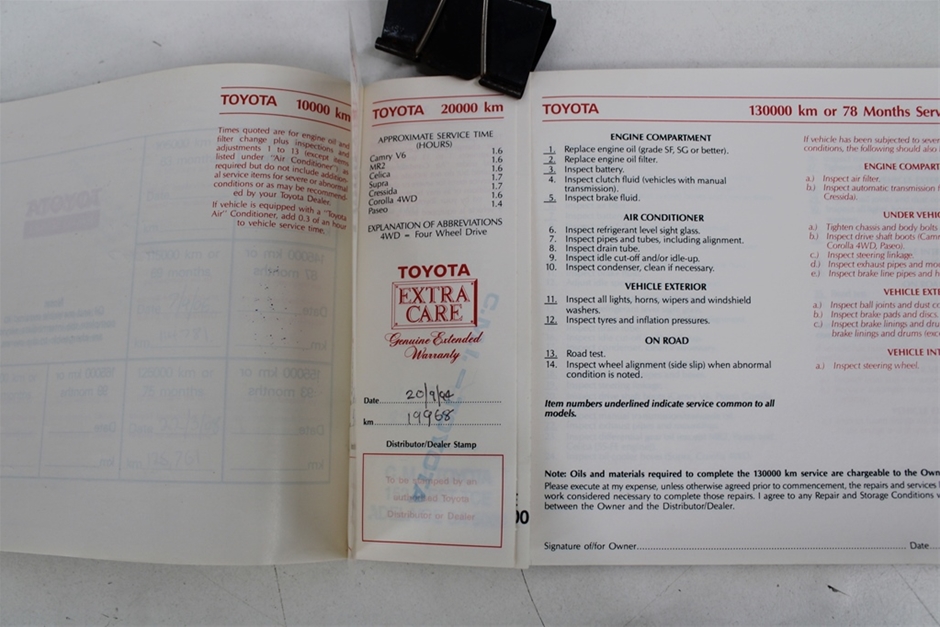 TOYOTA 10000 km
Times quoted are for engine oil and
filter change plus inspections and
adjustments 1 to 13 (except items
listed under "Air Conditioner") as
required but do not include addition-
al service items for severe or abnormal
conditions or as may be recommend-
ed by your Toyota Dealer.
If vehicle is equipped with a "Toyota
Air" Conditioner, add 0.3 of an hour
to vehicle service time.
TOYOTA 20000 km
APPROXIMATE SERVICE TIME
(HOURS)
Camry V6 1.6
MR2 1.6
Celica 1.6
Supra 1.7
Cressida 1.7
Corolla 4WD 1.6
Paseo 1.4
EXPLANATION OF ABBREVIATIONS
4WD = Four Wheel Drive
TOYOTA
EXTRA
CARE
Genuine Extended
Warranty
Date 20/9/94
km 19968
Distributor/Dealer Stamp
To be stamped by an
authorised Toyota
Distributor or Dealer
TOYOTA 130000 km or 78 Months Serv
ENGINE COMPARTMENT
1. Replace engine oil (grade SF, SG or better).
2. Replace engine oil filter.
3. Inspect battery.
4. Inspect clutch fluid (vehicles with manual
transmission).
5. Inspect brake fluid.
AIR CONDITIONER
6. Inspect refrigerant level sight glass.
7. Inspect pipes and tubes, including alignment.
8. Inspect drain tube.
9. Inspect idle cut-off and/or idle-up.
10. Inspect condenser, clean if necessary.
VEHICLE EXTERIOR
11. Inspect all lights, horns, wipers and windshield
washers.
12. Inspect tyres and inflation pressures.
ON ROAD
13. Road test.
14. Inspect wheel alignment (side slip) when abnormal
condition is noted.
Item numbers underlined indicate service common to all
models.
If vehicle has been subjected to seve
conditions, the following should also
ENGINE COMPART
a.) Inspect air filter.
b.) Inspect automatic transmission
Cressida).
UNDER VEHIC
a.) Tighten chassis and body bolts
b.) Inspect drive shaft boots (Cam
Corolla 4WD, Paseo).
c.) Inspect steering linkage.
d.) Inspect exhaust pipes and mo
e.) Inspect brake line pipes and h
VEHICLE EXTE
a.) Inspect ball joints and dust co
b.) Inspect brake pads and discs.
c.) Inspect brake linings and dru
brake linings and drums (exc
VEHICLE INT
a.) Inspect steering wheel.
Note: Oils and materials required to complete the 130000 km service are chargeable to the Own
Please execute at my expense, unless otherwise agreed prior to commencement, the repairs and services
work considered necessary to complete those repairs. I agree to any Repair and Storage Conditions
between the Owner and the Distributor/Dealer.
Signature of/for Owner Date